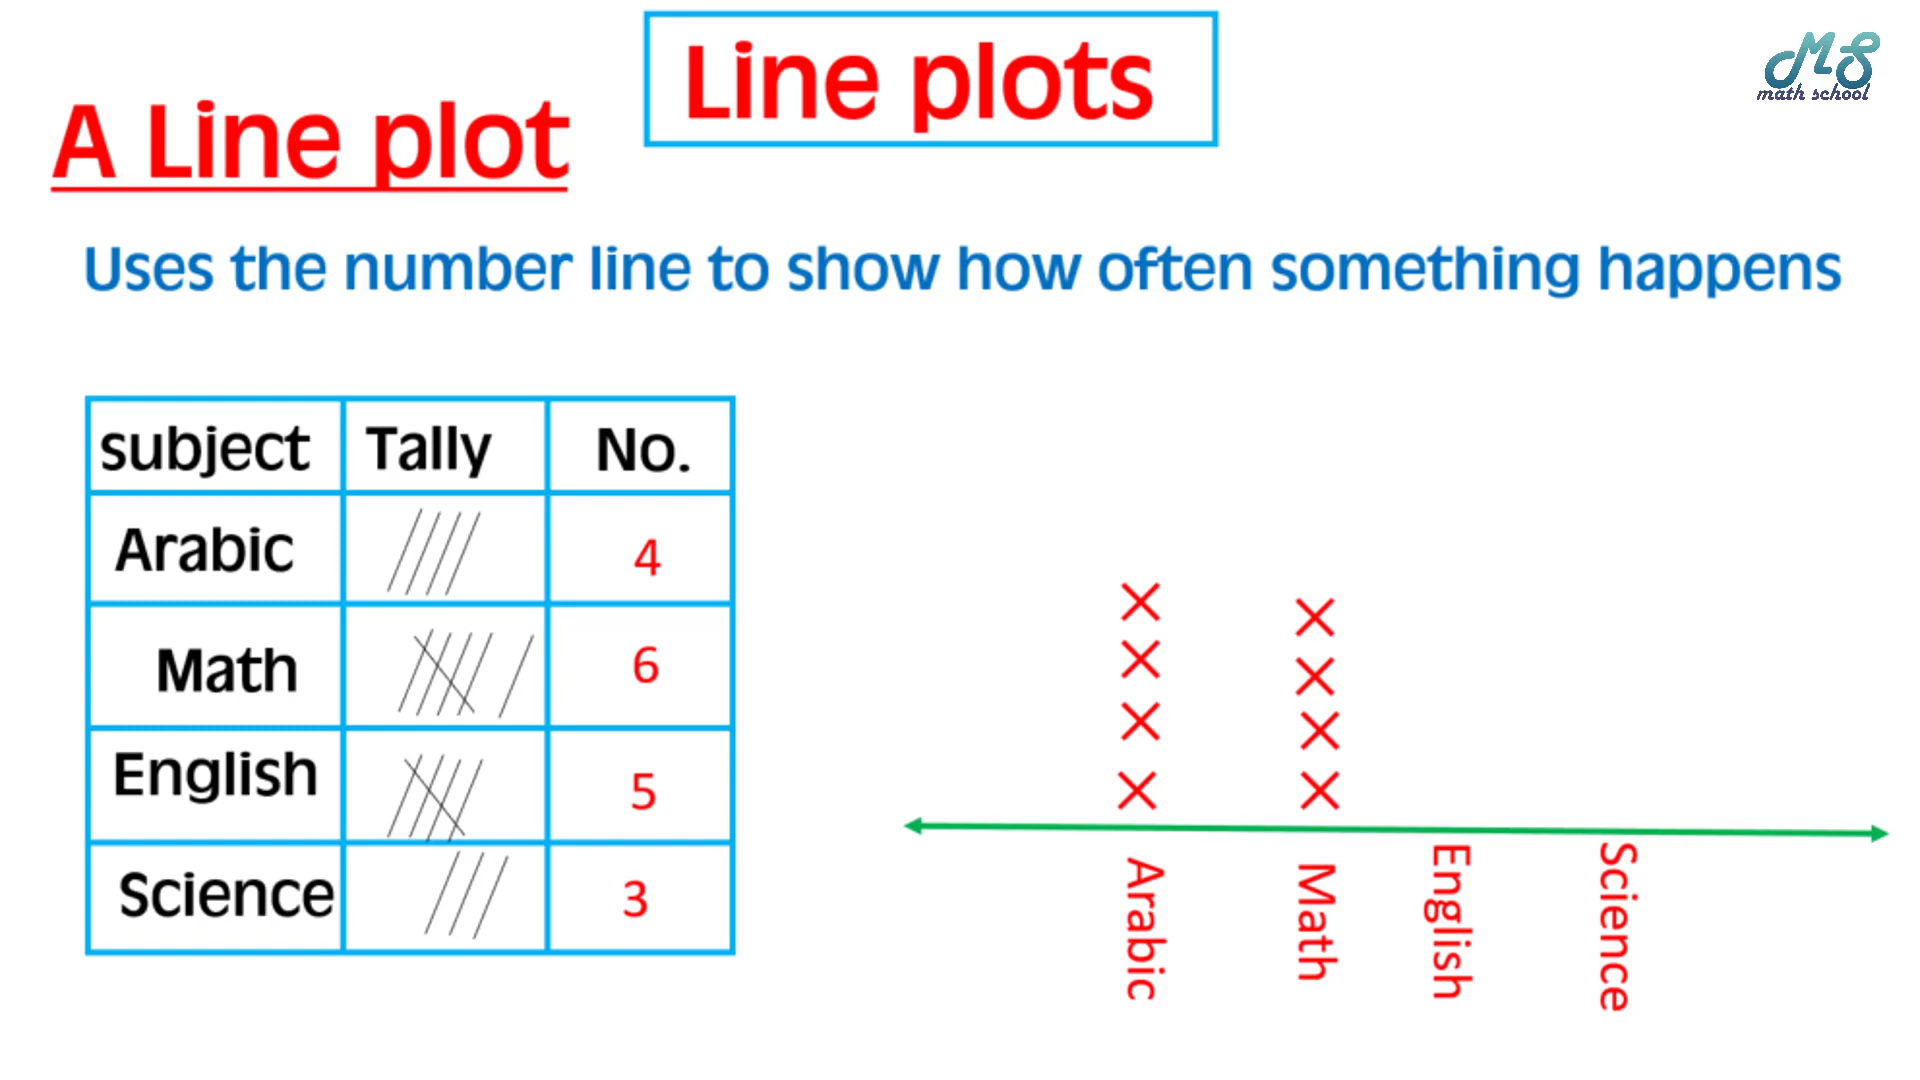 Line plots
MS
math school
A Line plot
Uses the number line to show how often something happens
subject Tally No.
Arabic 4
Math 6
English 5
Science 3
Arabic
Math
English
Science